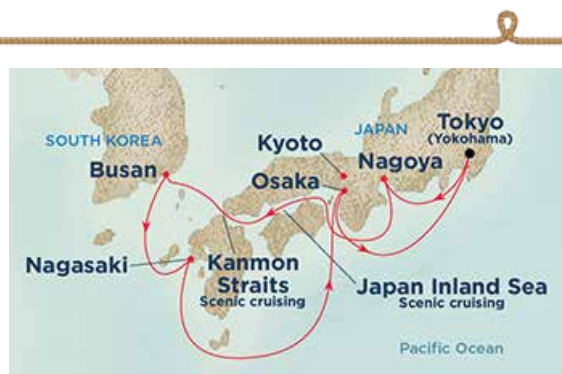 Tokyo
(Yokohama)
JAPAN
Kyoto
Nagoya
SOUTH KOREA
Busan
Osaka
Nagasaki
Kanmon
Straits
Scenic cruising
Japan Inland Sea
Scenic cruising
Pacific Ocean